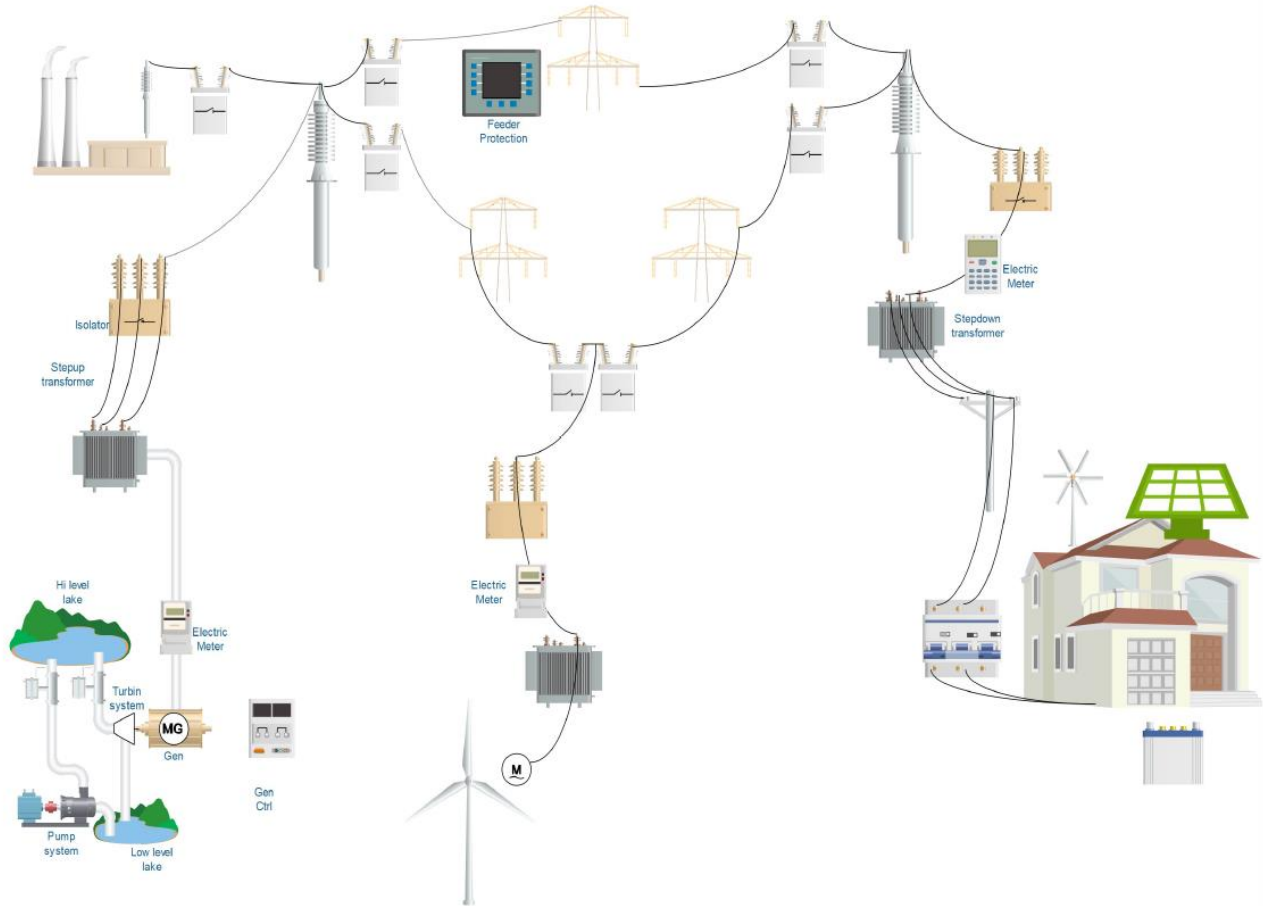 Feeder
Protection
Electric
Meter
Isolator
Stepdown
transformer
Stepup
transformer
Hi level
lake
Electric
Meter
Electric
Meter
Turbin
system
MG
Gen
M
Gen
Ctrl
Pump
system
Low level
lake